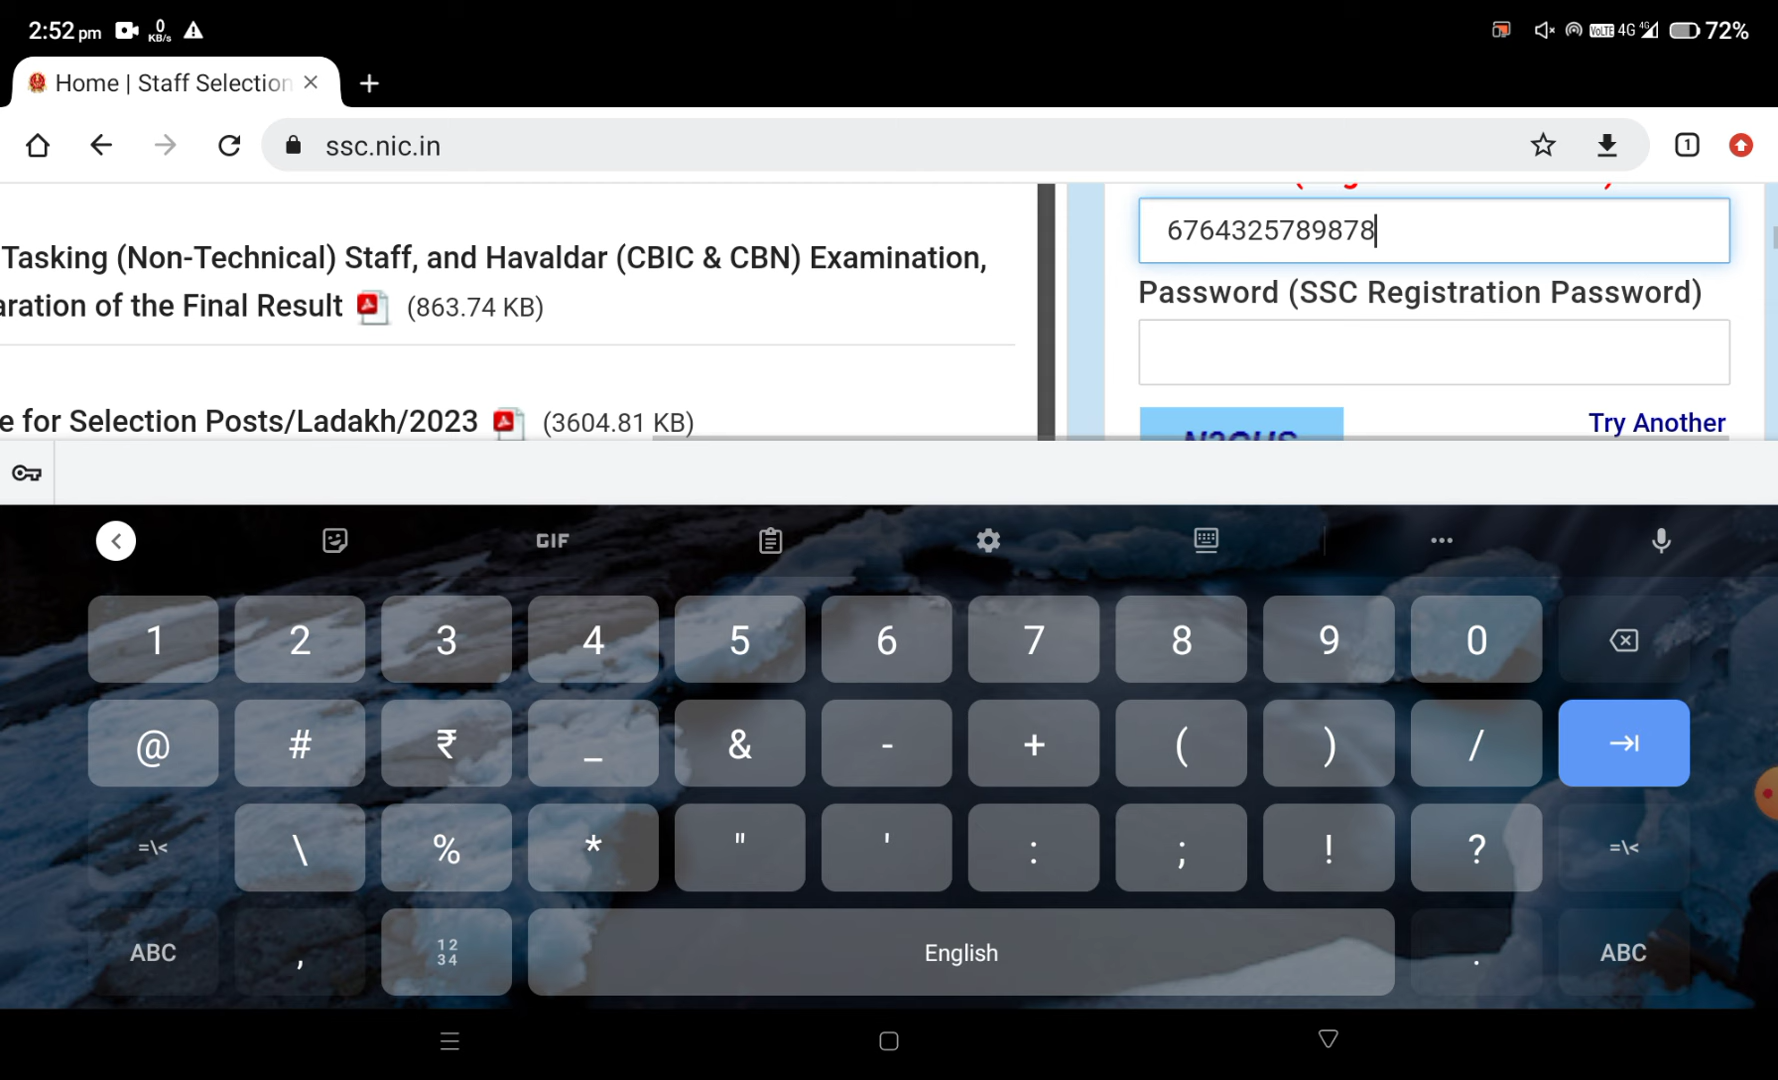 2:52 pm 0 KB/s VoLTE 4G 4G 72%
Home | Staff Selection
ssc.nic.in 1
6764325789878
Tasking (Non-Technical) Staff, and Havaldar (CBIC & CBN) Examination,
aration of the Final Result (863.74 KB)
Password (SSC Registration Password)
e for Selection Posts/Ladakh/2023 (3604.81 KB)
Try Another
GIF
1 2 3 4 5 6 7 8 9 0
@ # ₹ _ & - + ( ) /
=\< \ % * " ' : ; ! ? =\<
ABC , 12 34 English . ABC